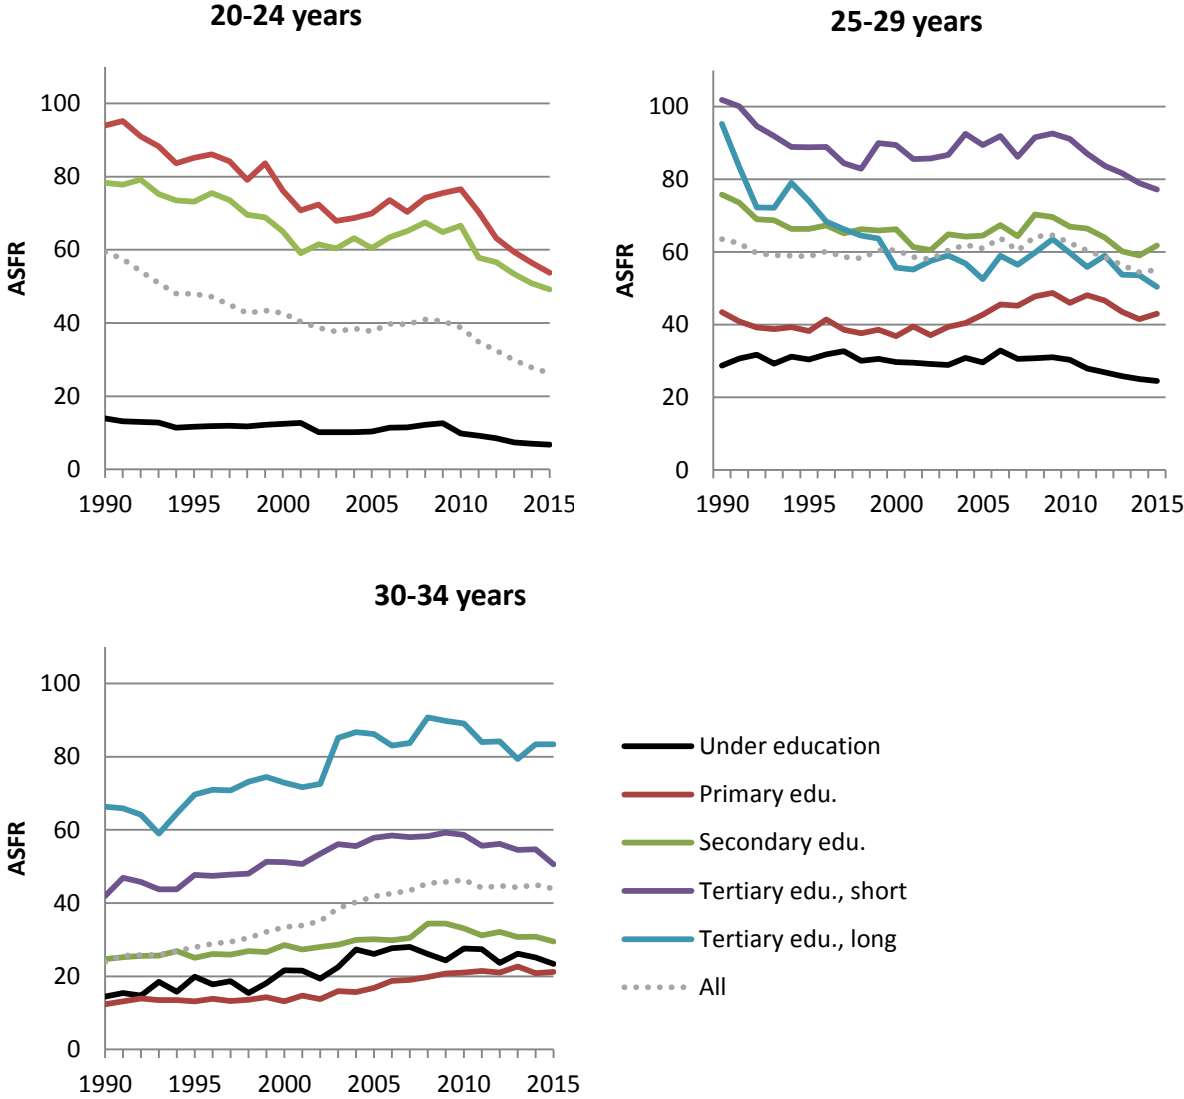 20-24 years
ASFR
100
80
60
40
20
0
1990 1995 2000 2005 2010 2015
25-29 years
ASFR
100
80
60
40
20
0
1990 1995 2000 2005 2010 2015
30-34 years
ASFR
100
80
60
40
20
0
1990 1995 2000 2005 2010 2015
Under education
Primary edu.
Secondary edu.
Tertiary edu., short
Tertiary edu., long
All